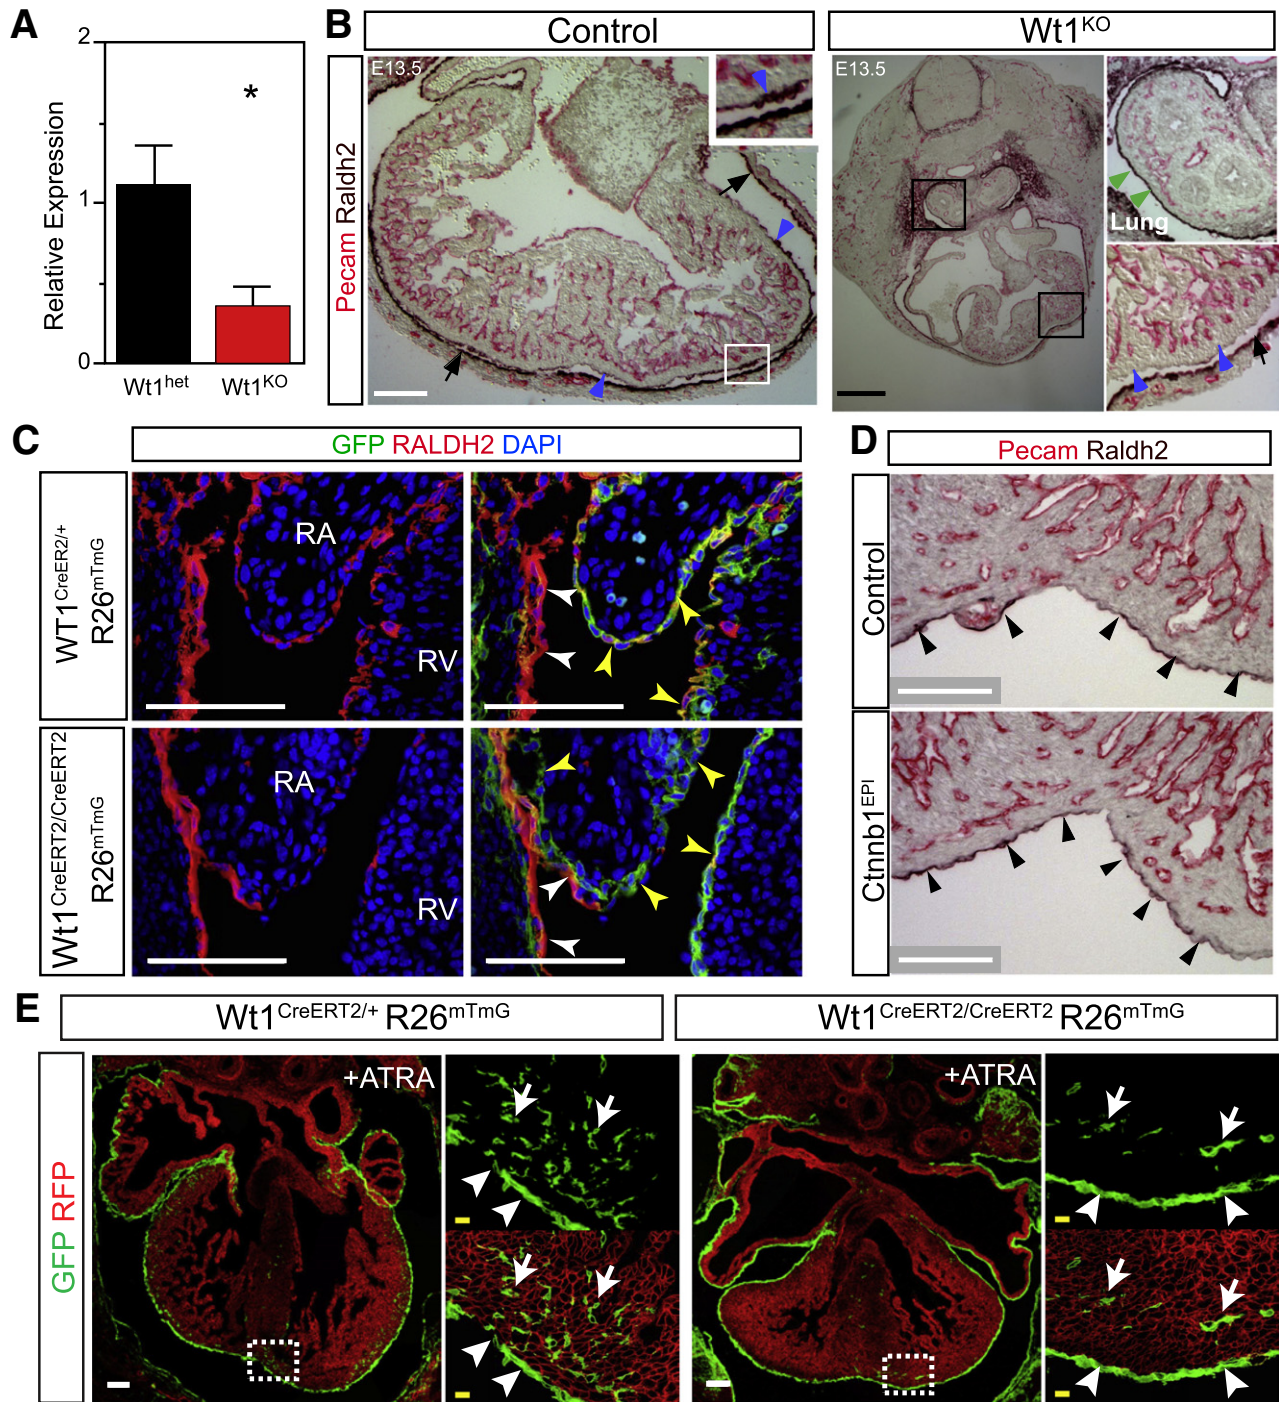 A
2
1
0
Relative Expression
*
Wt1het
Wt1KO
B
Control
Wt1KO
Pecam Raldh2
E13.5
E13.5
Lung
C
GFP RALDH2 DAPI
WT1CreER2/+
R26mTmG
RA
RV
Wt1CreERT2/CreERT2
R26mTmG
RA
RV
D
Pecam Raldh2
Control
Ctnnb1EPI
E
Wt1CreERT2/+ R26mTmG
Wt1CreERT2/CreERT2 R26mTmG
GFP RFP
+ATRA
+ATRA